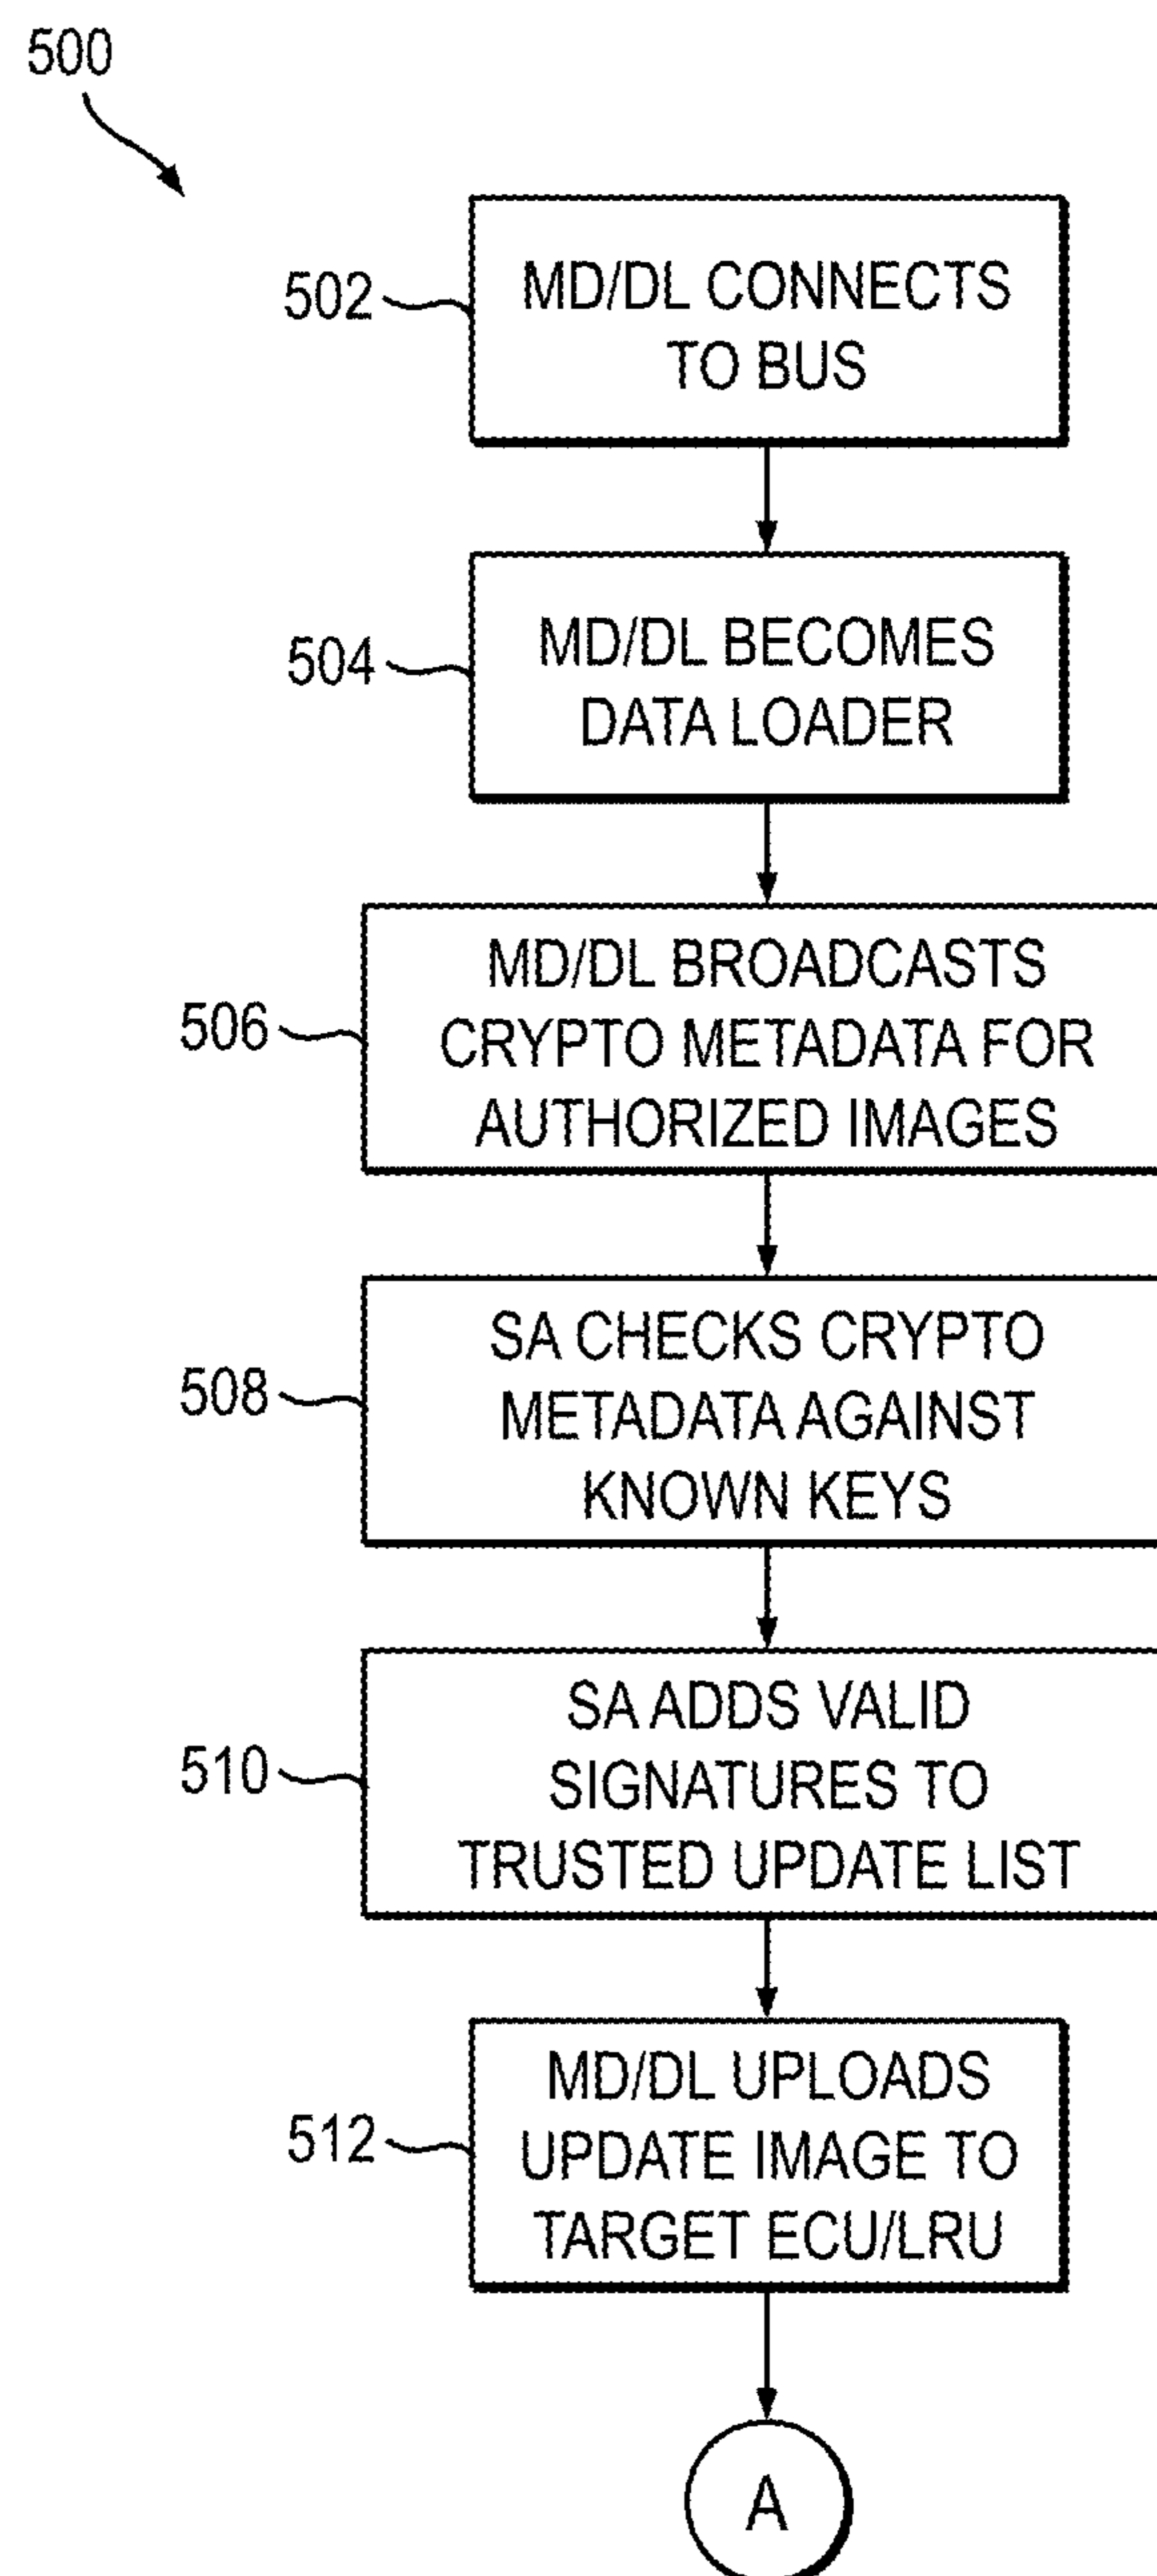 500
502
MD/DL CONNECTS
TO BUS
504
MD/DL BECOMES
DATA LOADER
506
MD/DL BROADCASTS
CRYPTO METADATA FOR
AUTHORIZED IMAGES
508
SA CHECKS CRYPTO
METADATA AGAINST
KNOWN KEYS
510
SA ADDS VALID
SIGNATURES TO
TRUSTED UPDATE LIST
512
MD/DL UPLOADS
UPDATE IMAGE TO
TARGET ECU/LRU
A